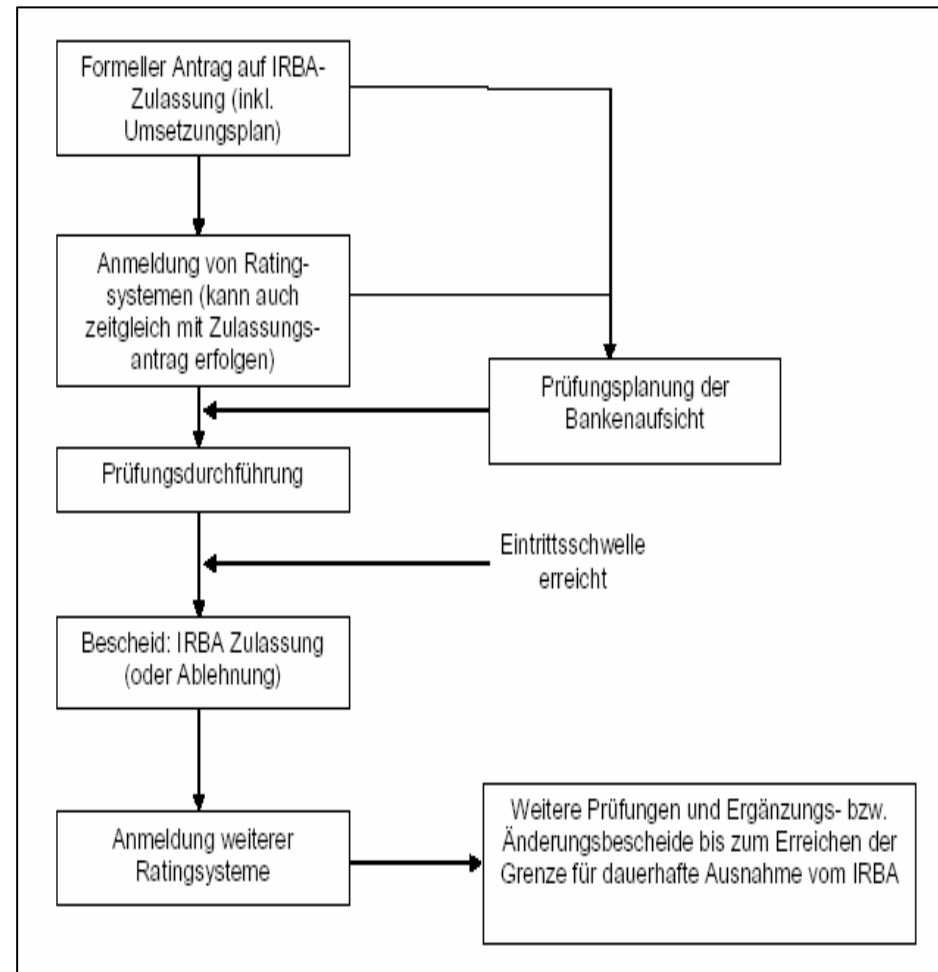 Formeller Antrag auf IRBA-
Zulassung (inkl.
Umsetzungsplan)
Anmeldung von Rating-
systemen (kann auch
zeitgleich mit Zulassungs-
antrag erfolgen)
Prüfungsplanung der
Bankenaufsicht
Prüfungsdurchführung
Eintrittsschwelle
erreicht
Bescheid: IRBA Zulassung
(oder Ablehnung)
Anmeldung weiterer
Ratingsysteme
Weitere Prüfungen und Ergänzungs- bzw.
Änderungsbescheide bis zum Erreichen der
Grenze für dauerhafte Ausnahme vom IRBA